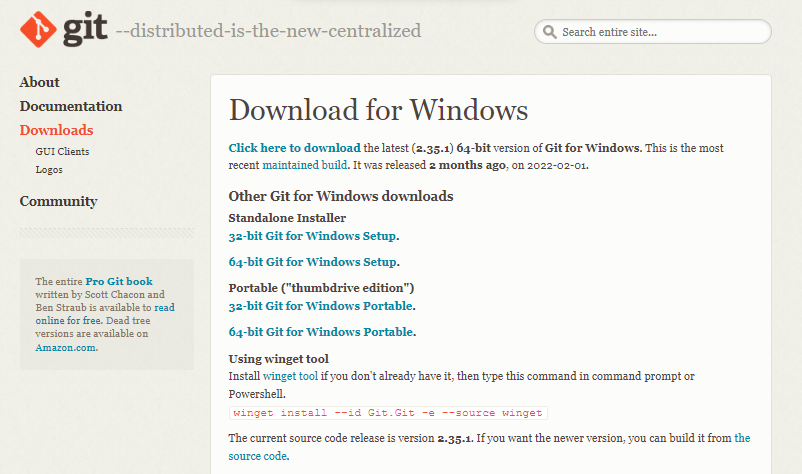 git --distributed-is-the-new-centralized
Search entire site...
About
Documentation
Downloads
GUI Clients
Logos
Community
The entire Pro Git book
written by Scott Chacon and
Ben Straub is available to read
online for free. Dead tree
versions are available on
Amazon.com.
Download for Windows
Click here to download the latest (2.35.1) 64-bit version of Git for Windows. This is the most
recent maintained build. It was released 2 months ago, on 2022-02-01.
Other Git for Windows downloads
Standalone Installer
32-bit Git for Windows Setup.
64-bit Git for Windows Setup.
Portable ("thumbdrive edition")
32-bit Git for Windows Portable.
64-bit Git for Windows Portable.
Using winget tool
Install winget tool if you don't already have it, then type this command in command prompt or
Powershell.
winget install --id Git.Git -e --source winget
The current source code release is version 2.35.1. If you want the newer version, you can build it from the
source code.